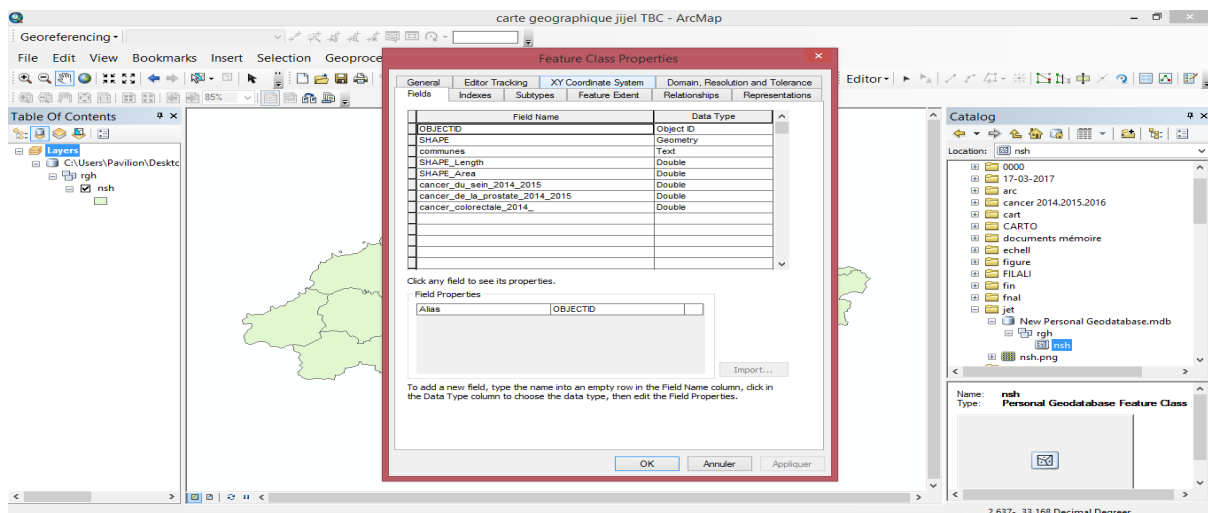 carte geographique jijel TBC - ArcMap
Georeferencing
File Edit View Bookmarks Insert Selection Geoproce
85%
Editor
Table Of Contents
Layers
C:\Users\Pavilion\Deskto
rgh
nsh
Feature Class Properties
General Editor Tracking XY Coordinate System Domain, Resolution and Tolerance
Fields Indexes Subtypes Feature Extent Relationships Representations
Field Name Data Type
OBJECTID Object ID
SHAPE Geometry
communes Text
SHAPE_Length Double
SHAPE_Area Double
cancer_du_sein_2014_2015 Double
cancer_de_la_prostate_2014_2015 Double
cancer_colorectale_2014_ Double
Click any field to see its properties.
Field Properties
Alias OBJECTID
Import...
To add a new field, type the name into an empty row in the Field Name column, click in
the Data Type column to choose the data type, then edit the Field Properties.
OK Annuler Appliquer
Catalog
Location: nsh
0000
17-03-2017
arc
cancer 2014.2015.2016
cart
CARTO
documents mémoire
echell
figure
FILALI
fin
fnal
jet
New Personal Geodatabase.mdb
rgh
nsh
nsh.png
Name: nsh
Type: Personal Geodatabase Feature Class
2,637- 33,168 Decimal Degrees